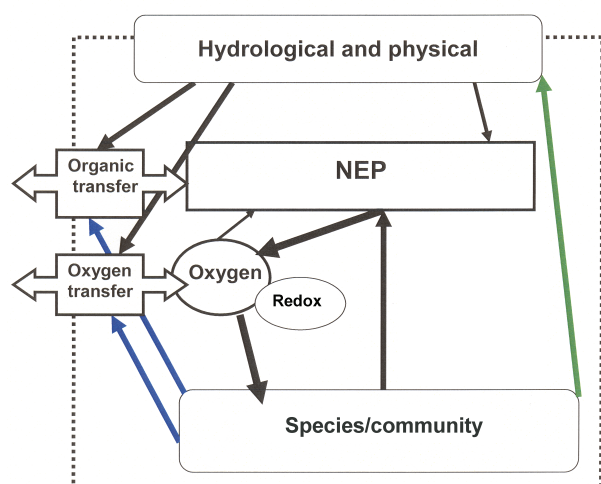 Hydrological and physical
Organic
transfer
NEP
Oxygen
transfer
Oxygen
Redox
Species/community